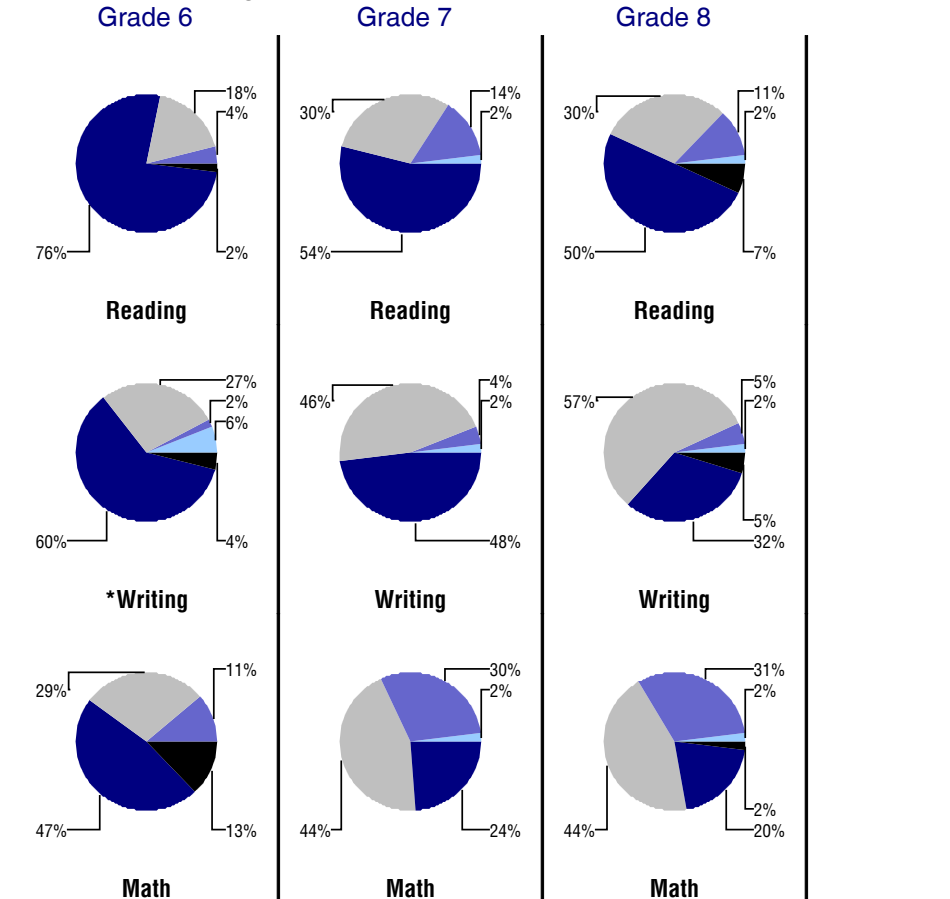 Grade 6 Grade 7 Grade 8
18% 14% 11%
4% 30% 2% 30% 2%
76% 2% 54% 50% 7%
Reading Reading Reading
27% 4% 5%
2% 46% 2% 57% 2%
6%
5%
60% 4% 48% 32%
*Writing Writing Writing
11% 30% 31%
29% 2% 2%
2%
47% 13% 44% 24% 44% 20%
Math Math Math